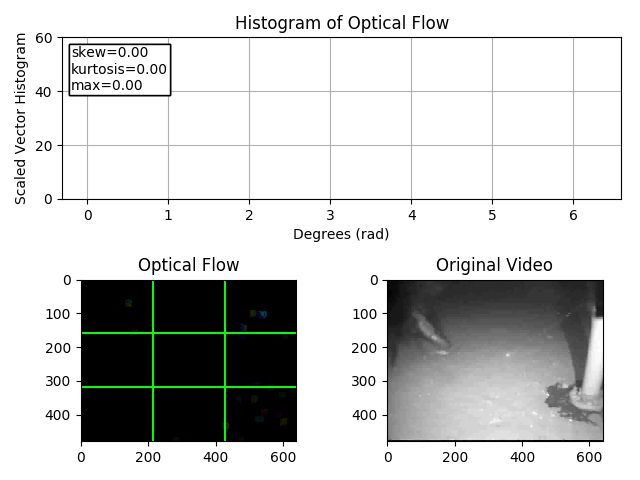 Histogram of Optical Flow
Scaled Vector Histogram
60
40
20
0
skew=0.00
kurtosis=0.00
max=0.00
0 1 2 3 4 5 6
Degrees (rad)
Optical Flow
0
100
200
300
400
0 200 400 600
Original Video
0
100
200
300
400
0 200 400 600